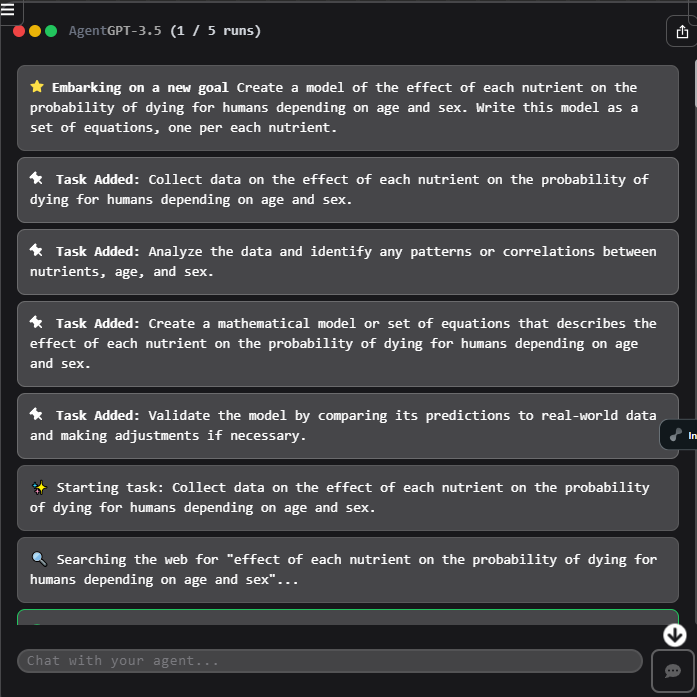 AgentGPT-3.5 (1 / 5 runs)
Embarking on a new goal Create a model of the effect of each nutrient on the
probability of dying for humans depending on age and sex. Write this model as a
set of equations, one per each nutrient.
Task Added: Collect data on the effect of each nutrient on the probability of
dying for humans depending on age and sex.
Task Added: Analyze the data and identify any patterns or correlations between
nutrients, age, and sex.
Task Added: Create a mathematical model or set of equations that describes the
effect of each nutrient on the probability of dying for humans depending on age
and sex.
Task Added: Validate the model by comparing its predictions to real-world data
and making adjustments if necessary.
In
Starting task: Collect data on the effect of each nutrient on the probability
of dying for humans depending on age and sex.
Searching the web for "effect of each nutrient on the probability of dying for
humans depending on age and sex"...
Chat with your agent...